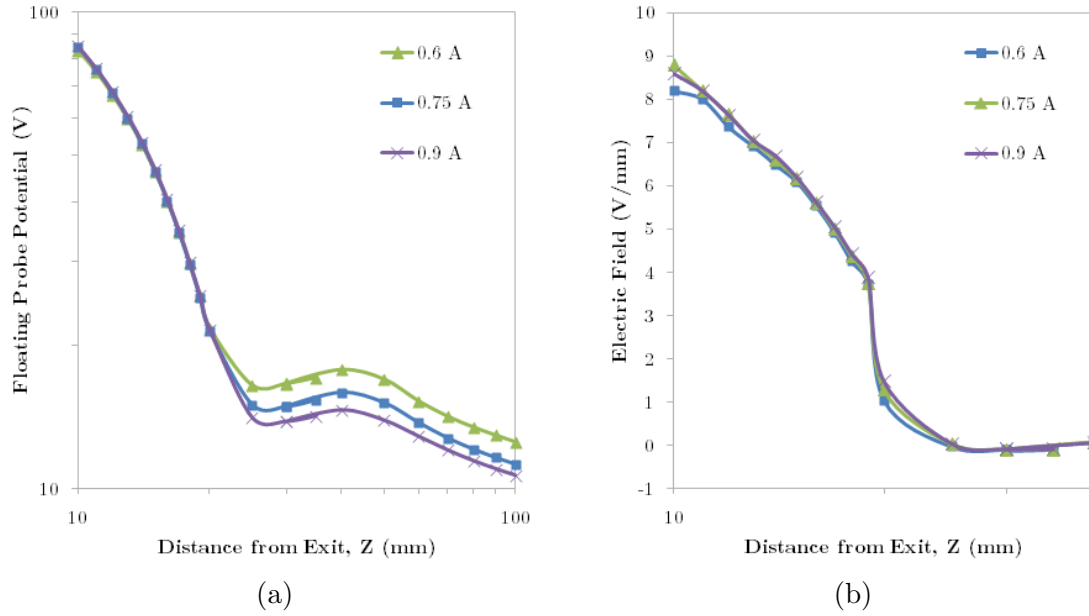 100
0.6 A
0.75 A
0.9 A
Floating Probe Potential (V)
10
10
100
Distance from Exit, Z (mm)
(a)
10
9
8
7
6
5
4
3
2
1
0
-1
0.6 A
0.75 A
0.9 A
Electric Field (V/mm)
10
Distance from Exit, Z (mm)
(b)